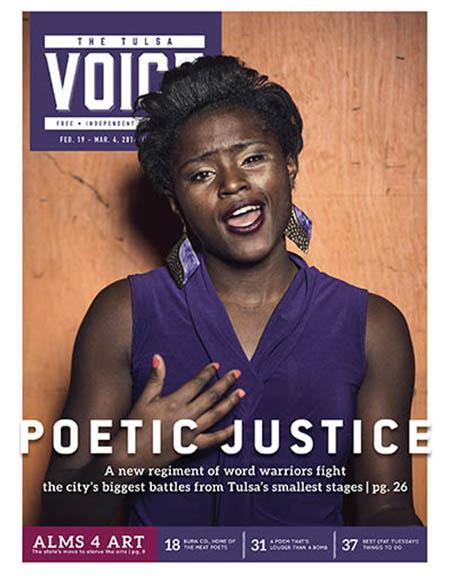 THE TULSA
VOICE
FREE • INDEPENDENT
FEB. 19 - MAR. 4, 201
POETIC JUSTICE
A new regiment of word warriors fight
the city's biggest battles from Tulsa's smallest stages | pg. 26
ALMS 4 ART
The state's move to starve the arts | pg. 8
18 BURN CO., HOME OF
THE MEAT POETS
31 A POEM THAT'S
LOUDER THAN A BOMB
37 BEST (FAT TUESDAY)
THINGS TO DO